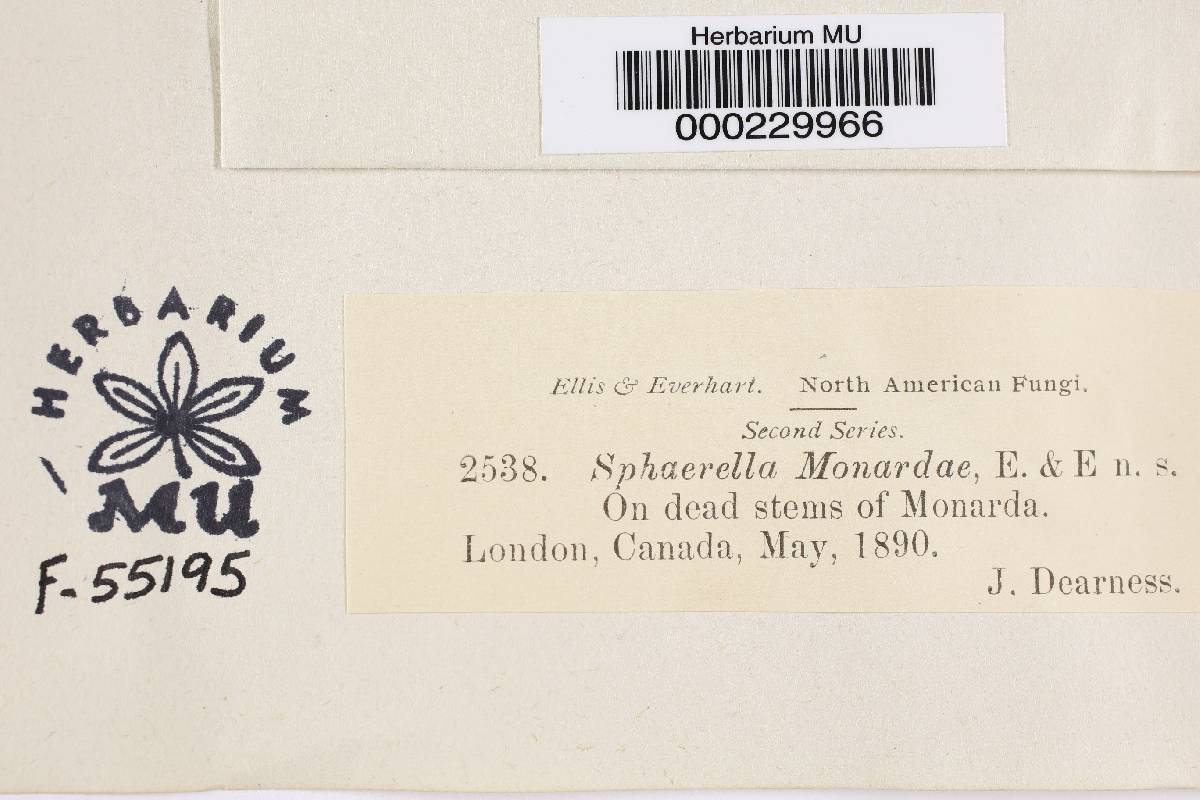 Herbarium MU
000229966
HERBARIUM
MU
F-55195
Ellis & Everhart. North American Fungi.
Second Series.
2538. Sphaerella Monardae, E. & E n. s.
On dead stems of Monarda.
London, Canada, May, 1890.
J. Dearness.